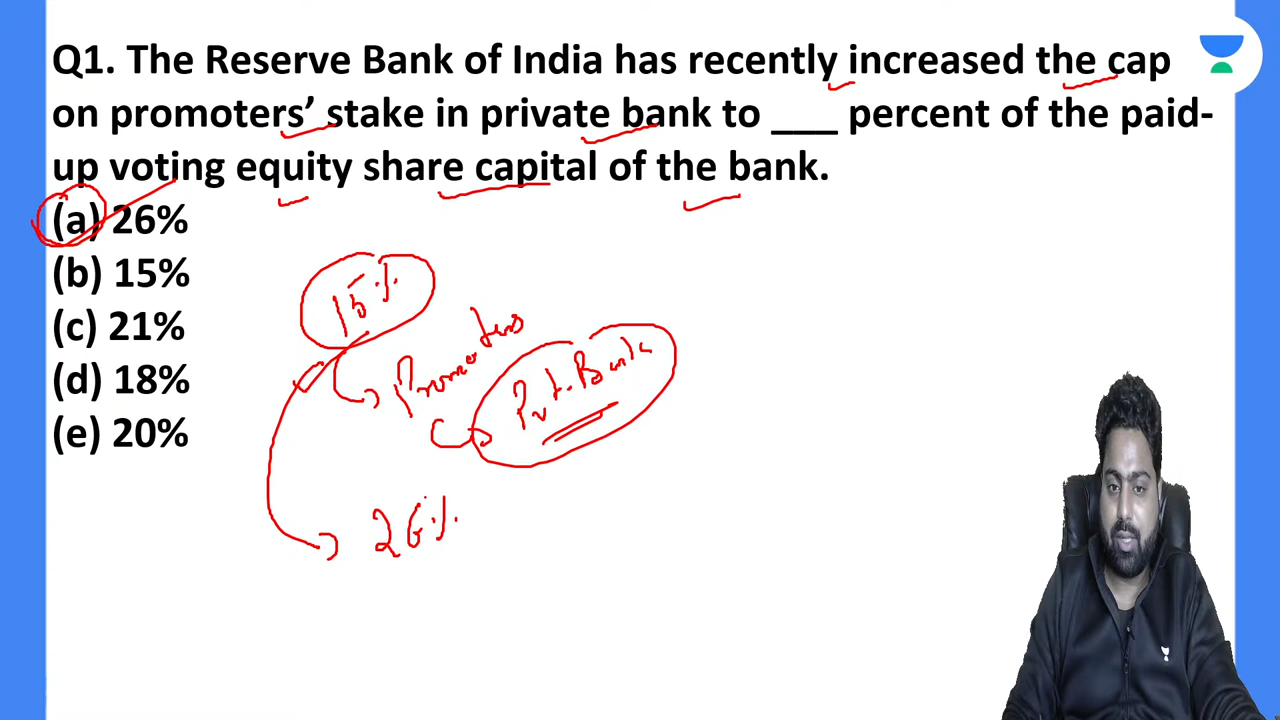 Q1. The Reserve Bank of India has recently increased the cap
on promoters’ stake in private bank to ___ percent of the paid-
up voting equity share capital of the bank.
(a) 26%
(b) 15%
(c) 21%
(d) 18%
(e) 20%
15%
Promoters
Pvt. Bank
26%